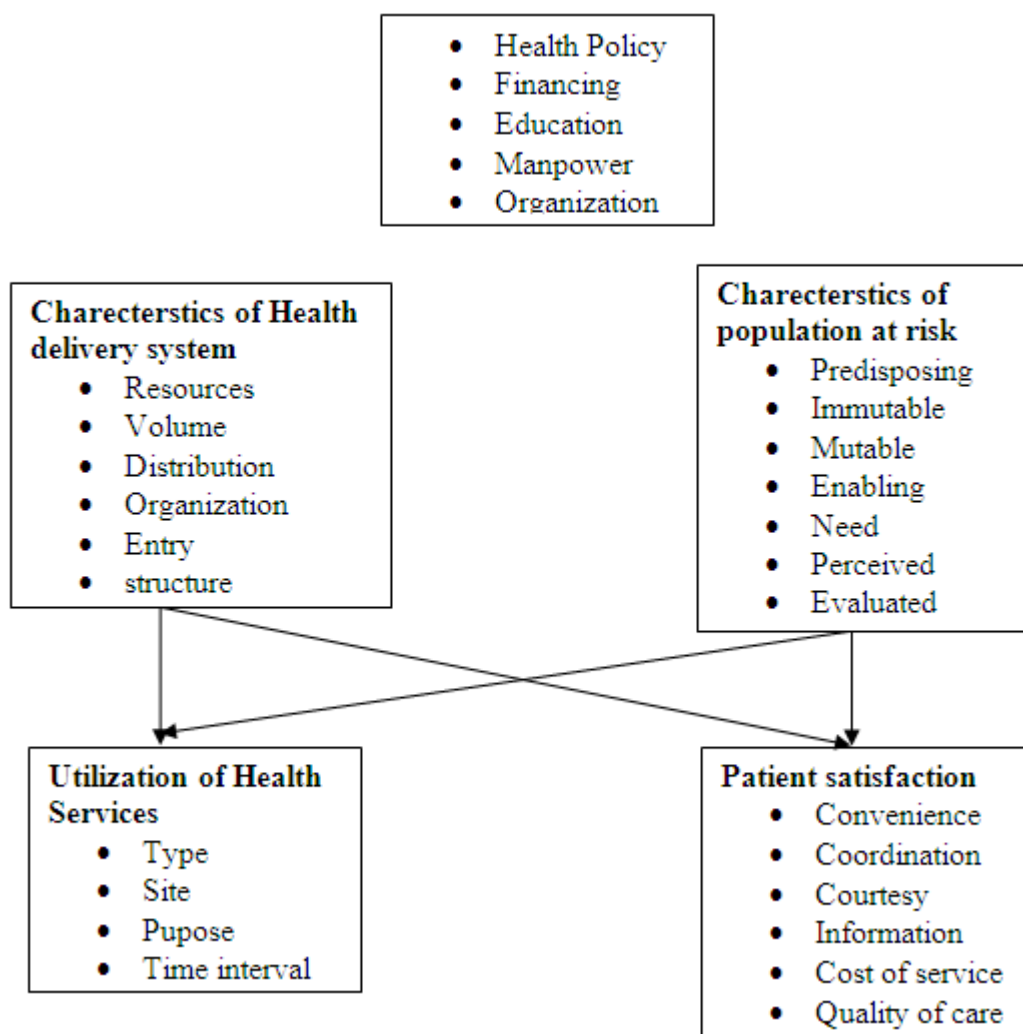 • Health Policy
• Financing
• Education
• Manpower
• Organization
Charecterstics of Health
delivery system
• Resources
• Volume
• Distribution
• Organization
• Entry
• structure
Charecterstics of
population at risk
• Predisposing
• Immutable
• Mutable
• Enabling
• Need
• Perceived
• Evaluated
Utilization of Health
Services
• Type
• Site
• Pupose
• Time interval
Patient satisfaction
• Convenience
• Coordination
• Courtesy
• Information
• Cost of service
• Quality of care